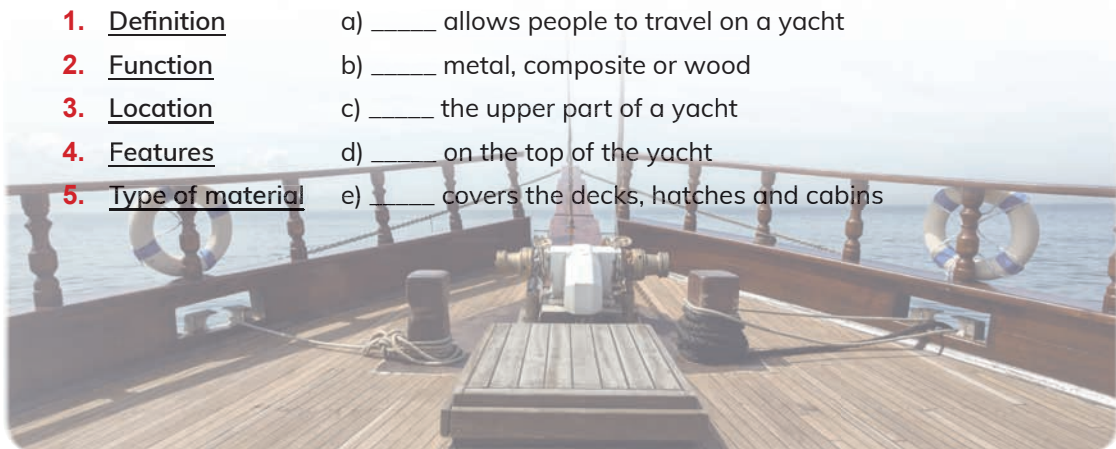 1. Definition a) _____ allows people to travel on a yacht
2. Function b) _____ metal, composite or wood
3. Location c) _____ the upper part of a yacht
4. Features d) _____ on the top of the yacht
5. Type of material e) _____ covers the decks, hatches and cabins